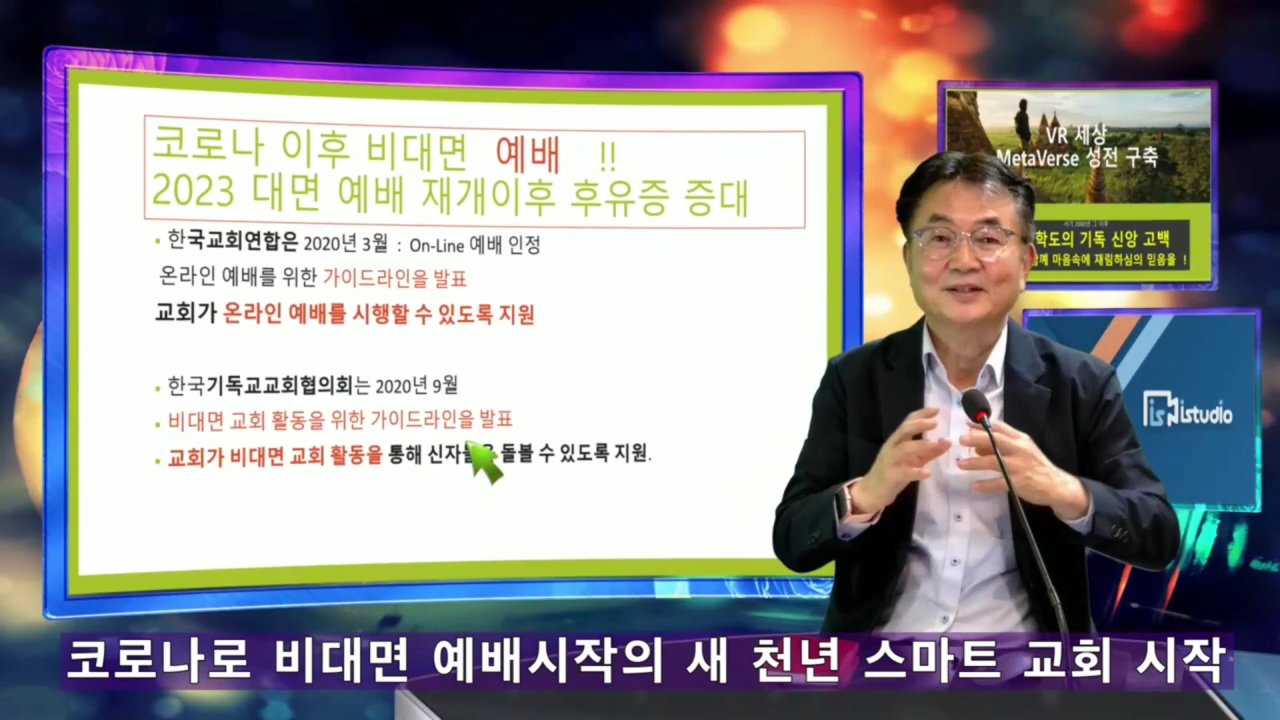 코로나 이후 비대면 예배 !!
2023 대면 예배 재개이후 후유증 증대
• 한국교회연합은 2020년 3월 : On-Line 예배 인정
온라인 예배를 위한 가이드라인을 발표
교회가 온라인 예배를 시행할 수 있도록 지원
• 한국기독교교회협의회는 2020년 9월
• 비대면 교회 활동을 위한 가이드라인을 발표
• 교회가 비대면 교회 활동을 통해 돌볼 수 있도록 지원.
VR 세상
MetaVerse 성전 구축
기독 신앙 고백
마음속에 재림하심의 믿음을 !
is istudio
코로나로 비대면 예배시작의 새 천년 스마트 교회 시작